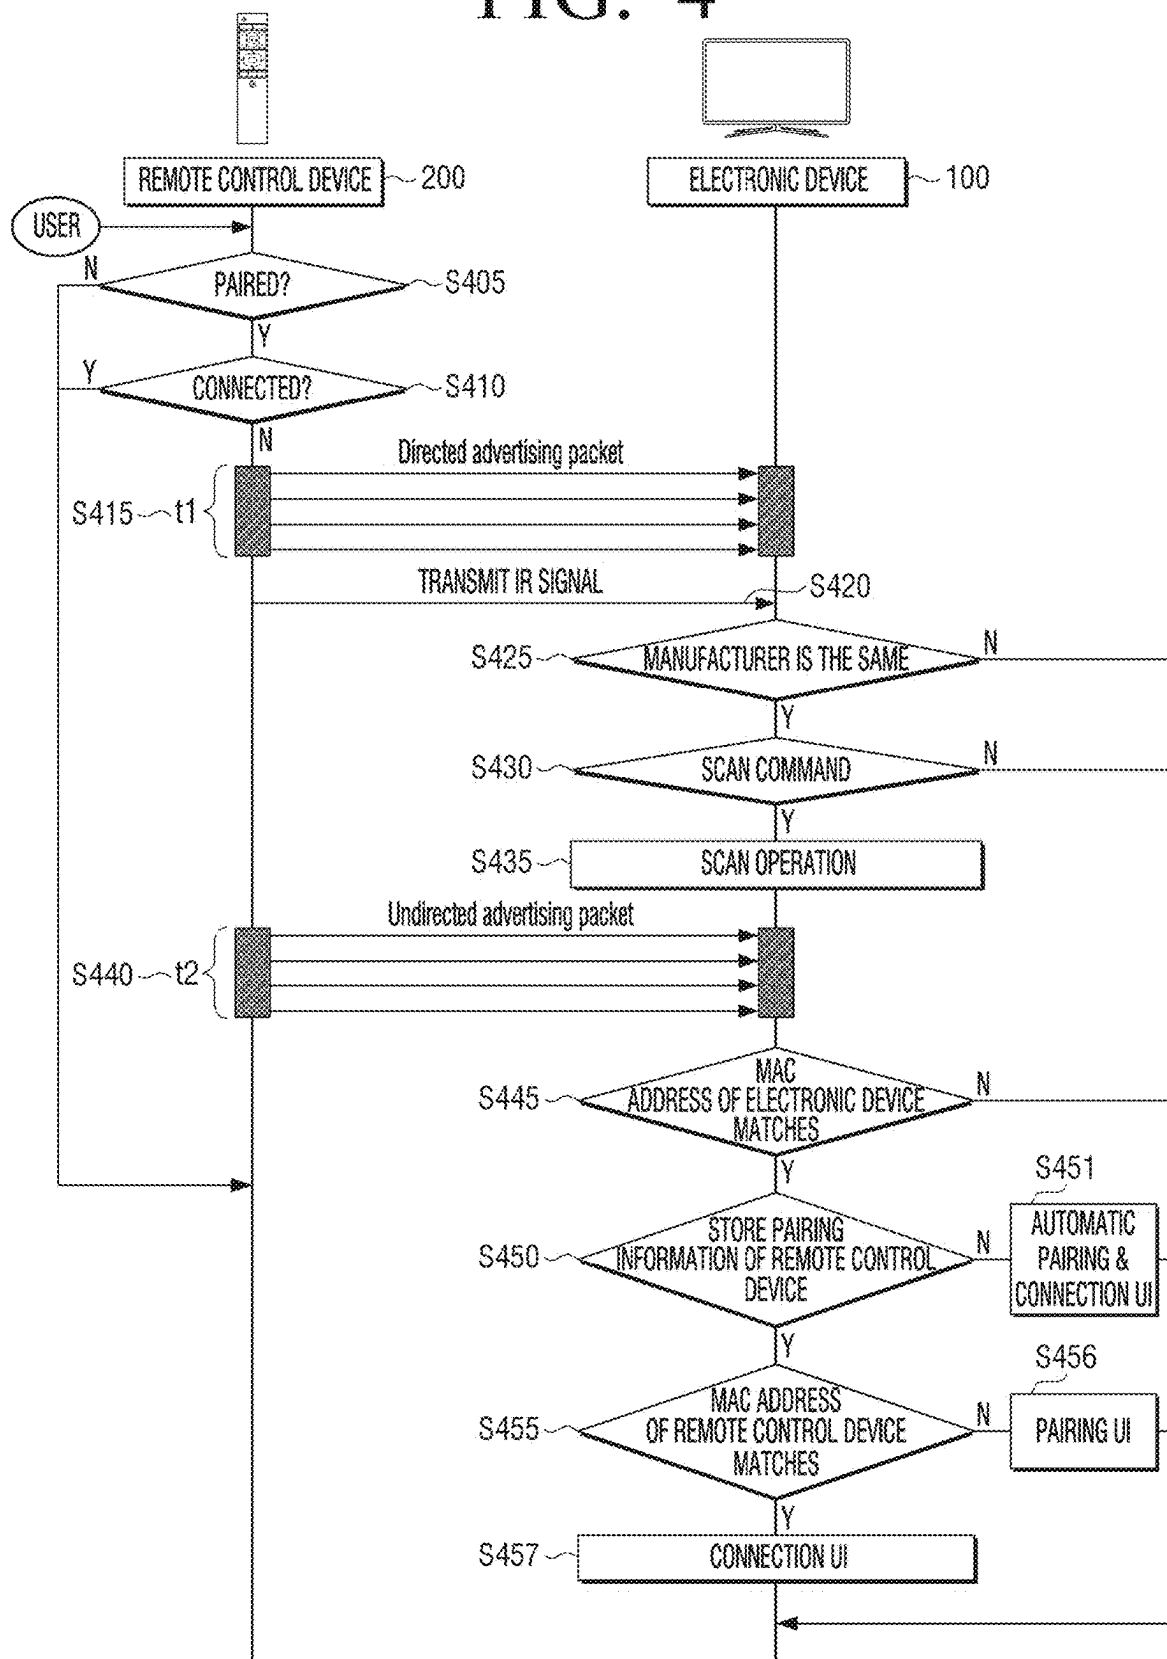 FIG. 4
REMOTE CONTROL DEVICE
200
ELECTRONIC DEVICE
100
USER
N
PAIRED?
S405
Y
Y
CONNECTED?
S410
N
Directed advertising packet
S415
t1
TRANSMIT IR SIGNAL
S420
S425
MANUFACTURER IS THE SAME
N
Y
S430
SCAN COMMAND
N
Y
S435
SCAN OPERATION
Undirected advertising packet
S440
t2
S445
MAC
ADDRESS OF ELECTRONIC DEVICE
MATCHES
N
Y
S450
STORE PAIRING
INFORMATION OF REMOTE CONTROL
DEVICE
N
S451
AUTOMATIC
PAIRING &
CONNECTION UI
Y
S455
MAC ADDRESS
OF REMOTE CONTROL DEVICE
MATCHES
N
S456
PAIRING UI
Y
S457
CONNECTION UI